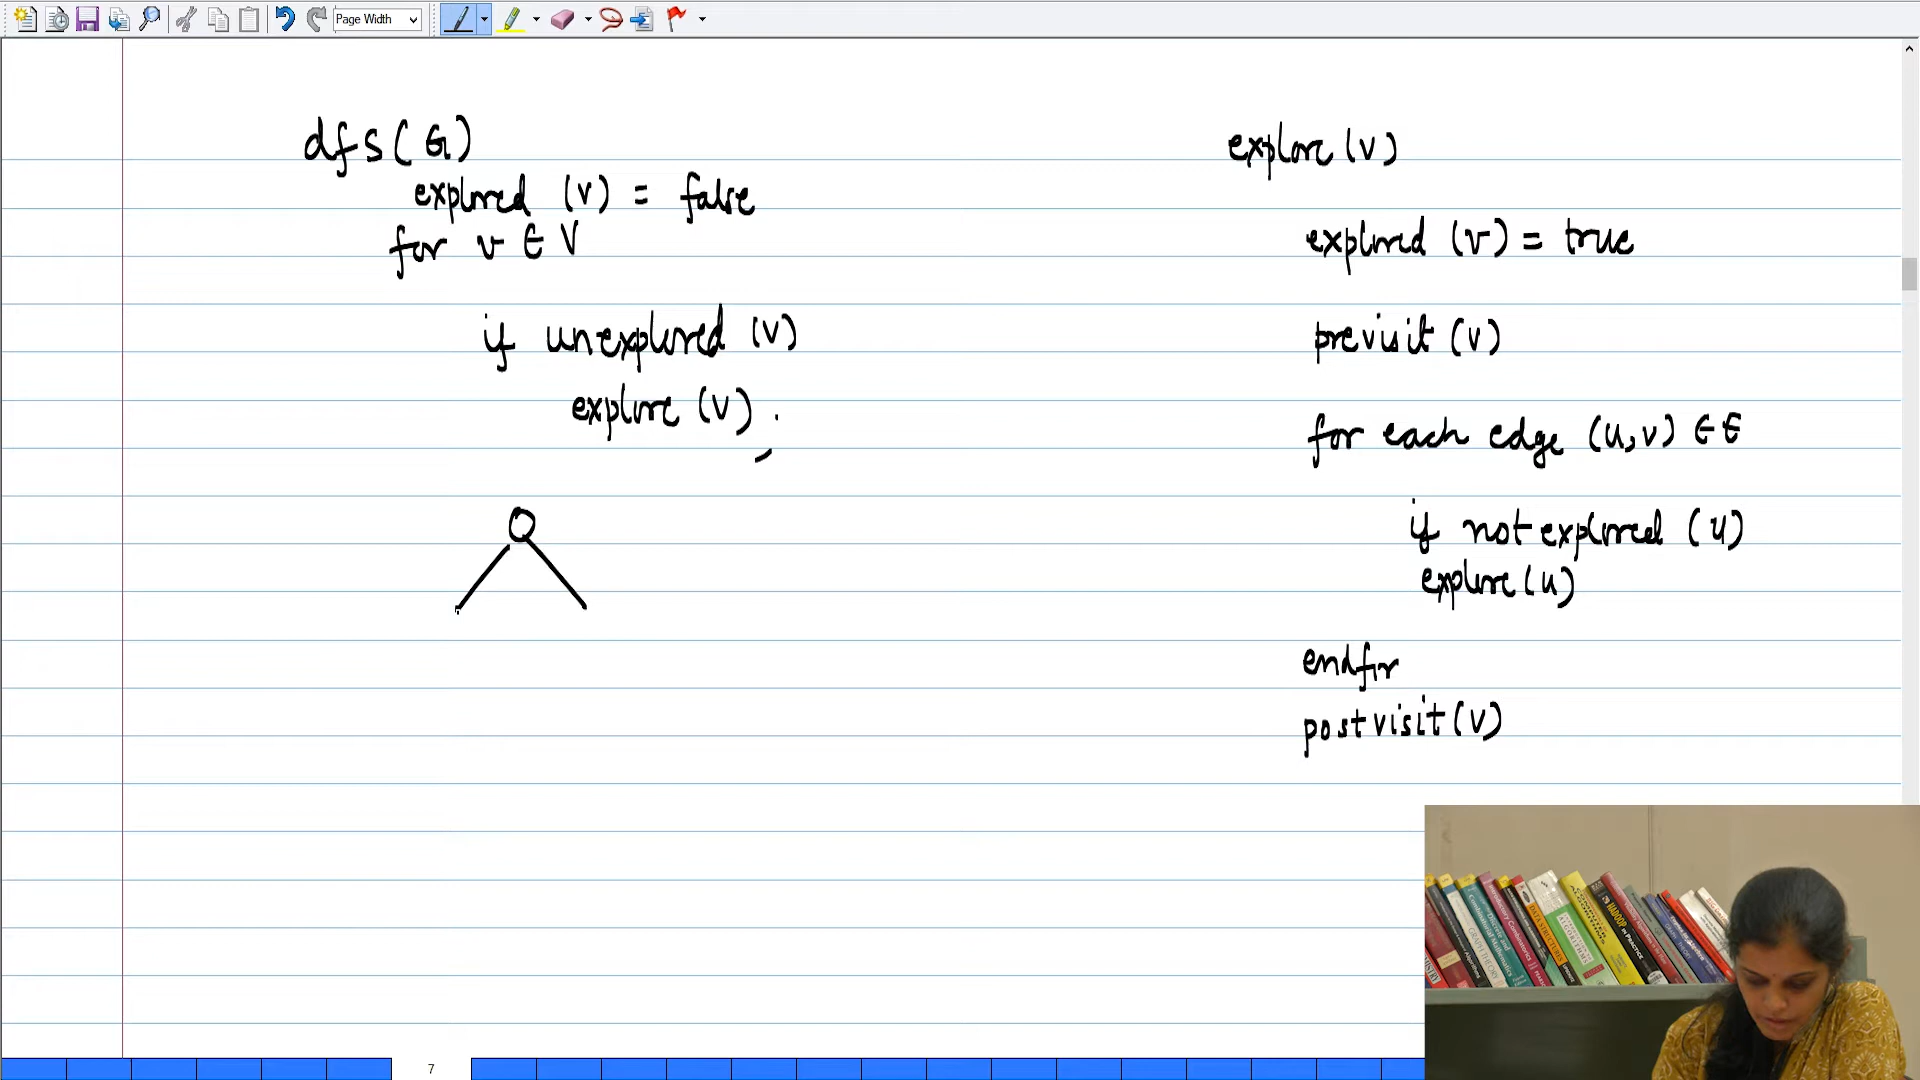 Page Width
dfs(G)
explored (v) = false
for v ∈ V
if unexplored (v)
explore (v).
explore (v)
explored (v) = true
previsit (v)
for each edge (u,v) ∈ E
if not explored (u)
explore (u)
endfor
postvisit (v)
7